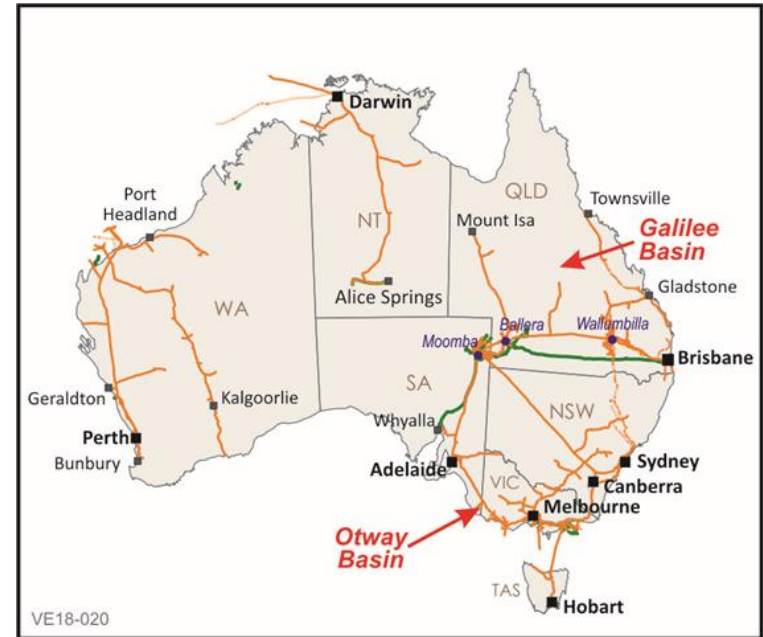 Darwin
Port
Headland
QLD
Townsville
NT
Mount Isa
Galilee
Basin
Alice Springs
Gladstone
WA
Ballera
Wallumbilla
Moomba
Brisbane
SA
Geraldton
Kalgoorlie
NSW
Whyalla
Perth
Bunbury
Adelaide
Sydney
VIC
Canberra
Melbourne
Otway
Basin
TAS
Hobart
VE18-020